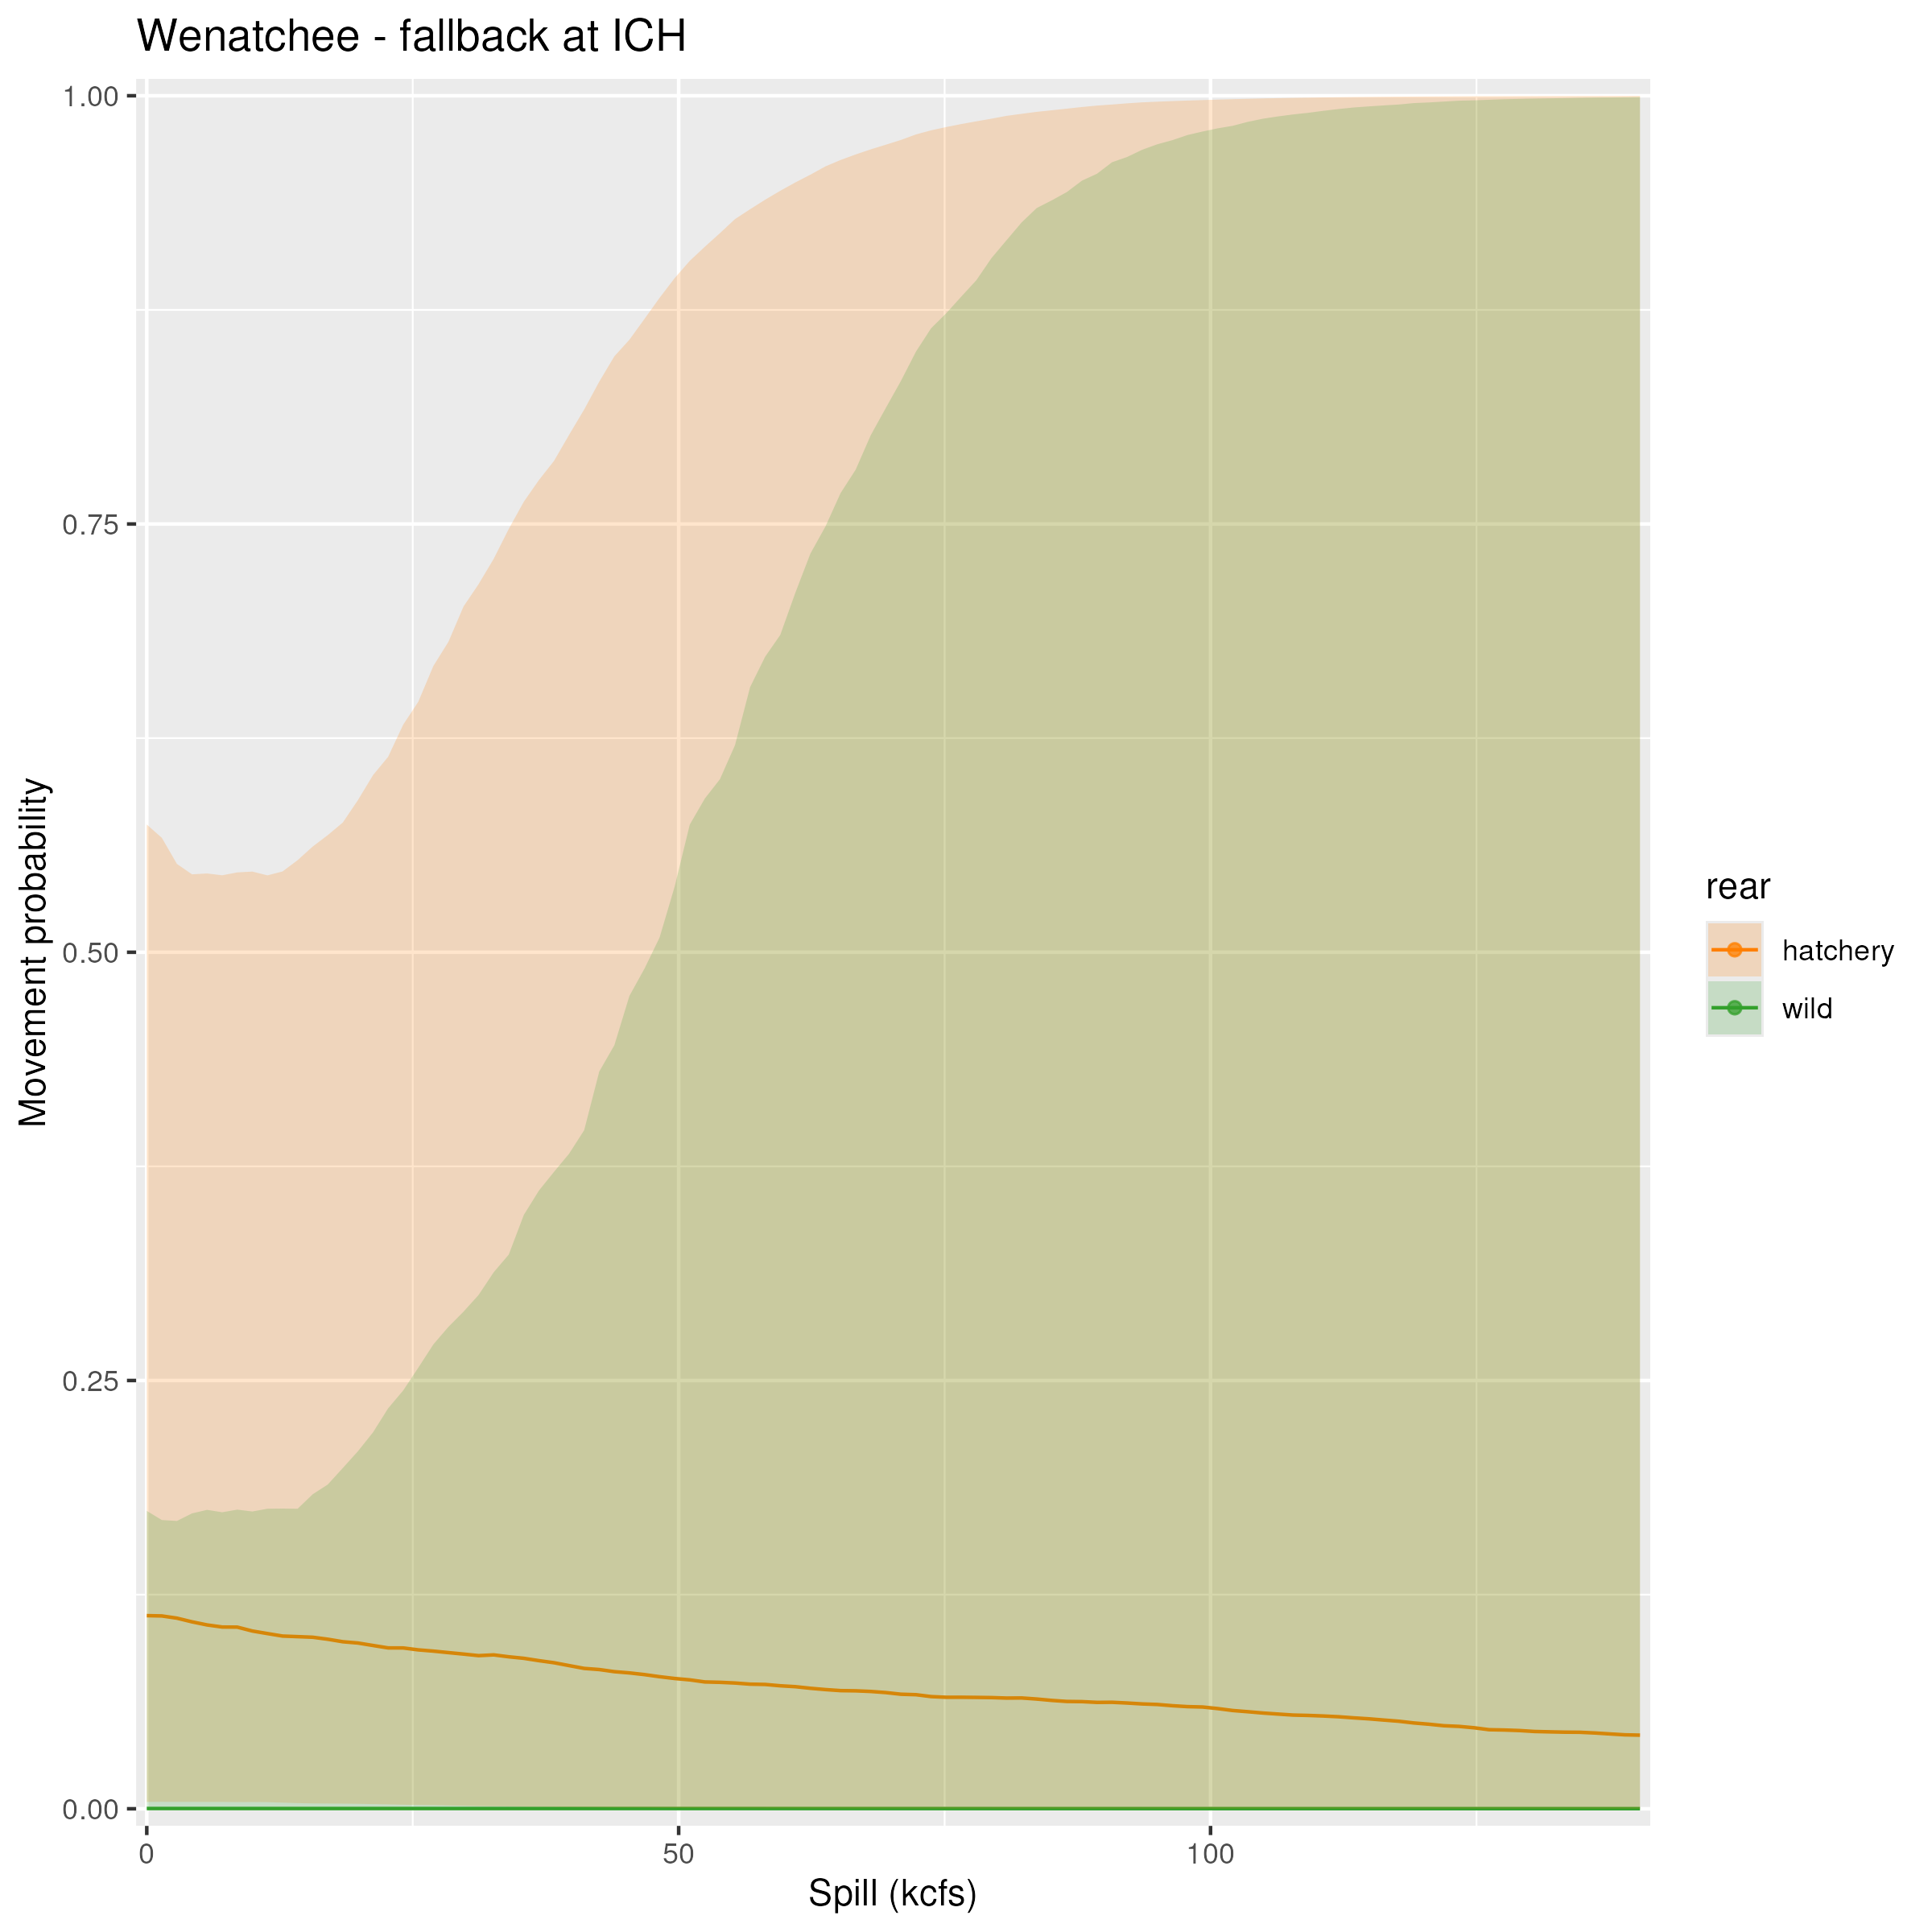 Wenatchee - fallback at ICH
1.00
0.75
0.50
0.25
0.00
Movement probability
0
50
100
Spill (kcfs)
rear
hatchery
wild